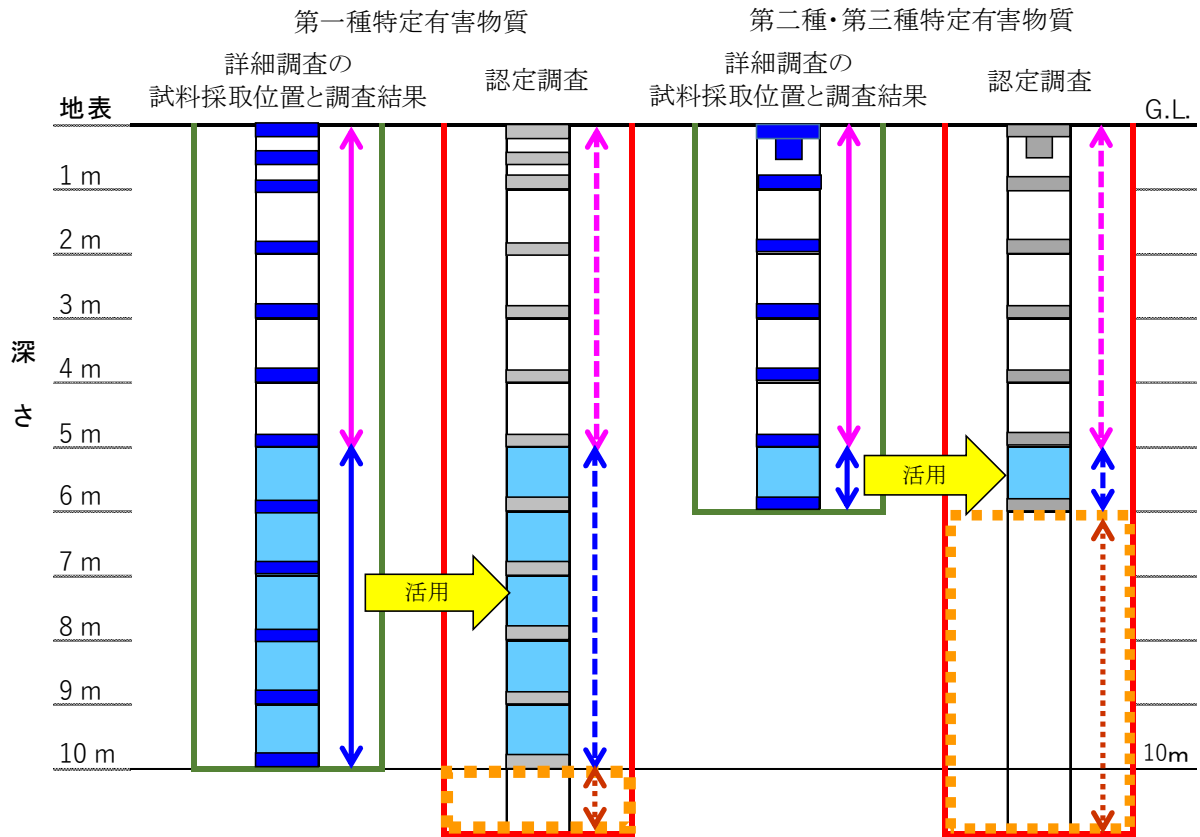 第一種特定有害物質
第二種・第三種特定有害物質
詳細調査の
試料採取位置と調査結果
認定調査
詳細調査の
試料採取位置と調査結果
認定調査
地表
G.L.
1 m
2 m
3 m
深
4 m
さ
5 m
活用
6 m
7 m
活用
8 m
9 m
10 m
10m